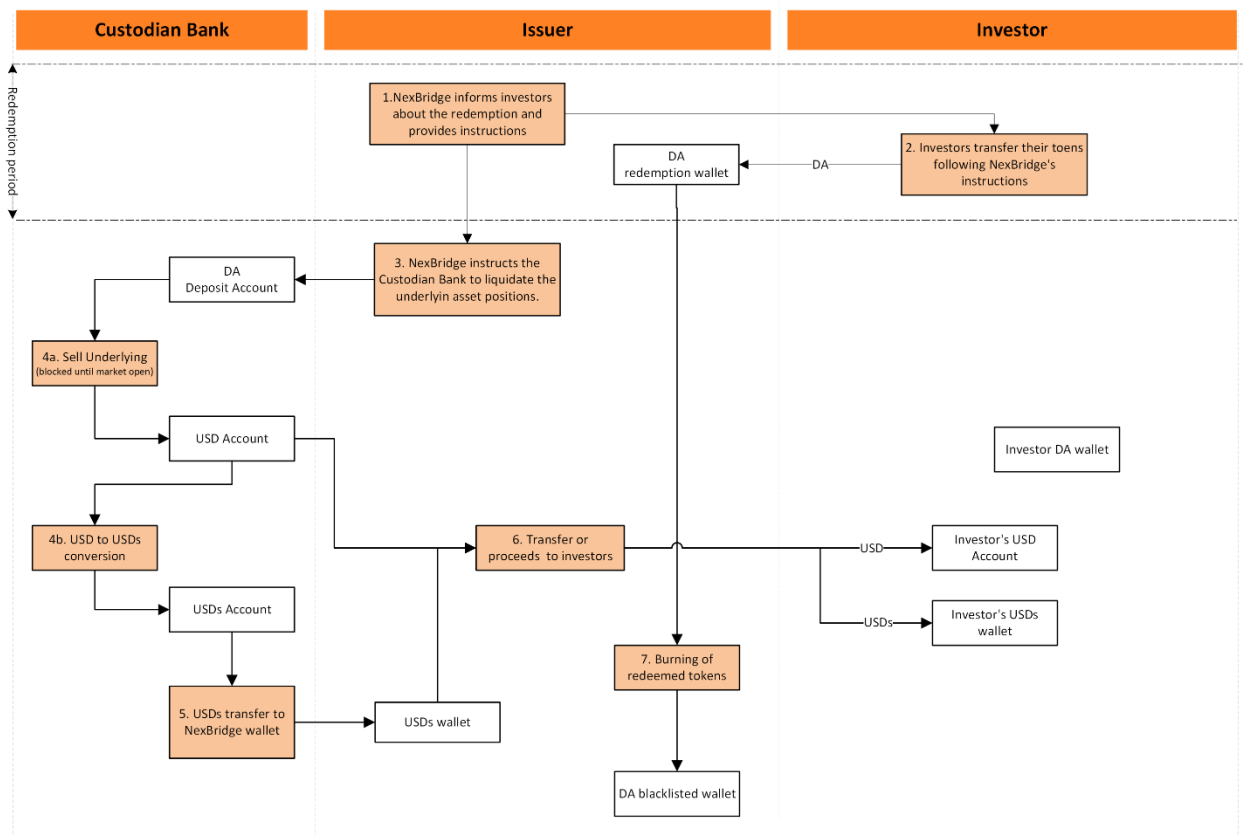 Custodian Bank
Issuer
Investor
Redemption period
1.NexBridge informs investors
about the redemption and
provides instructions
DA
redemption wallet
DA
2. Investors transfer their toens
following NexBridge's
instructions
DA
Deposit Account
3. NexBridge instructs the
Custodian Bank to liquidate the
underlyin asset positions.
4a. Sell Underlying
(blocked until market open)
USD Account
Investor DA wallet
4b. USD to USDs
conversion
6. Transfer or
proceeds to investors
USD
Investor's USD
Account
USDs Account
USDs
Investor's USDs
wallet
7. Burning of
redeemed tokens
5. USDs transfer to
NexBridge wallet
USDs wallet
DA blacklisted wallet